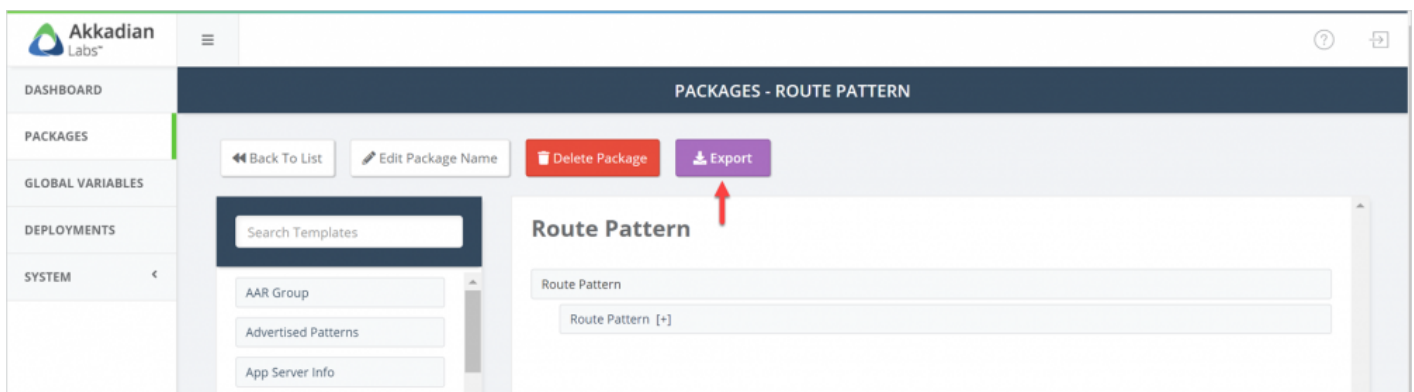 Akkadian
Labs™
DASHBOARD
PACKAGES
GLOBAL VARIABLES
DEPLOYMENTS
SYSTEM
PACKAGES - ROUTE PATTERN
Back To List
Edit Package Name
Delete Package
Export
Search Templates
AAR Group
Advertised Patterns
App Server Info
Route Pattern
Route Pattern
Route Pattern [+]